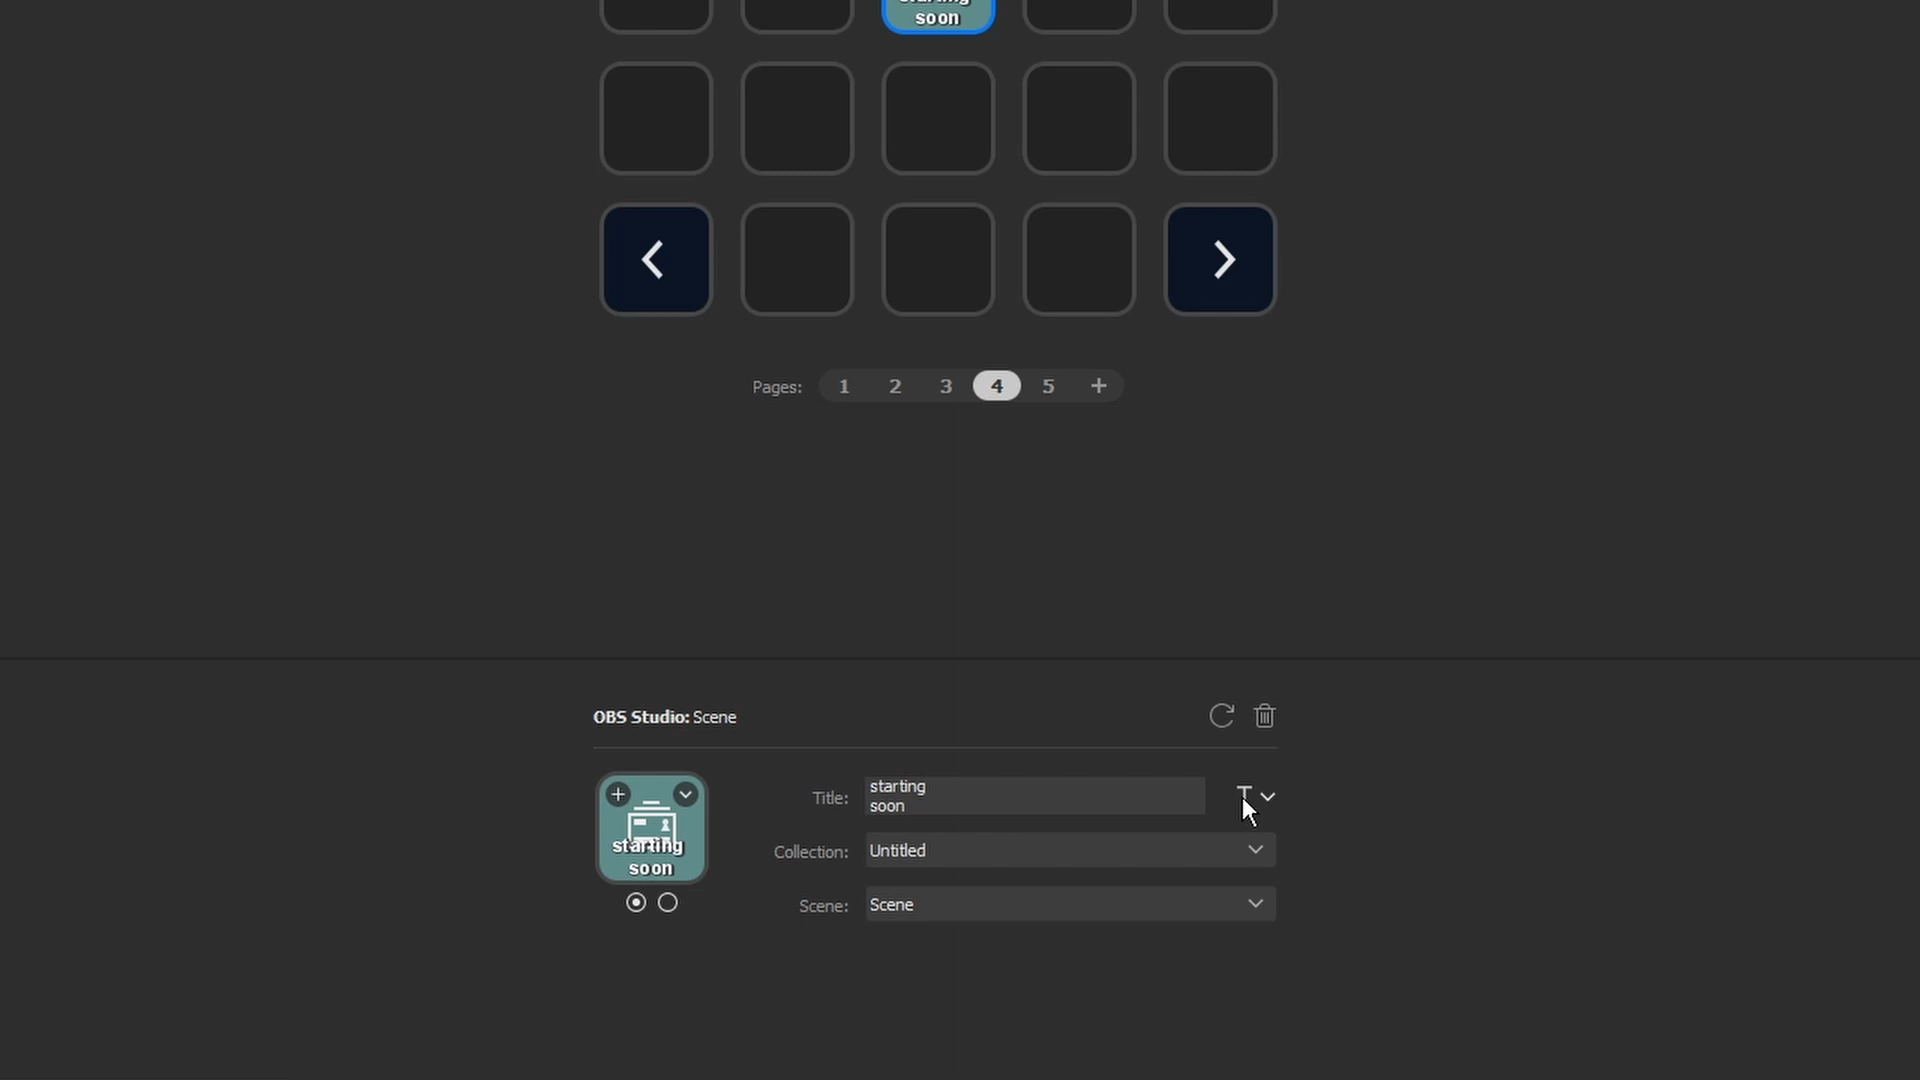 soon
Pages: 1 2 3 4 5 +
OBS Studio: Scene
Title: starting
soon
Collection: Untitled
Scene: Scene
starting
soon